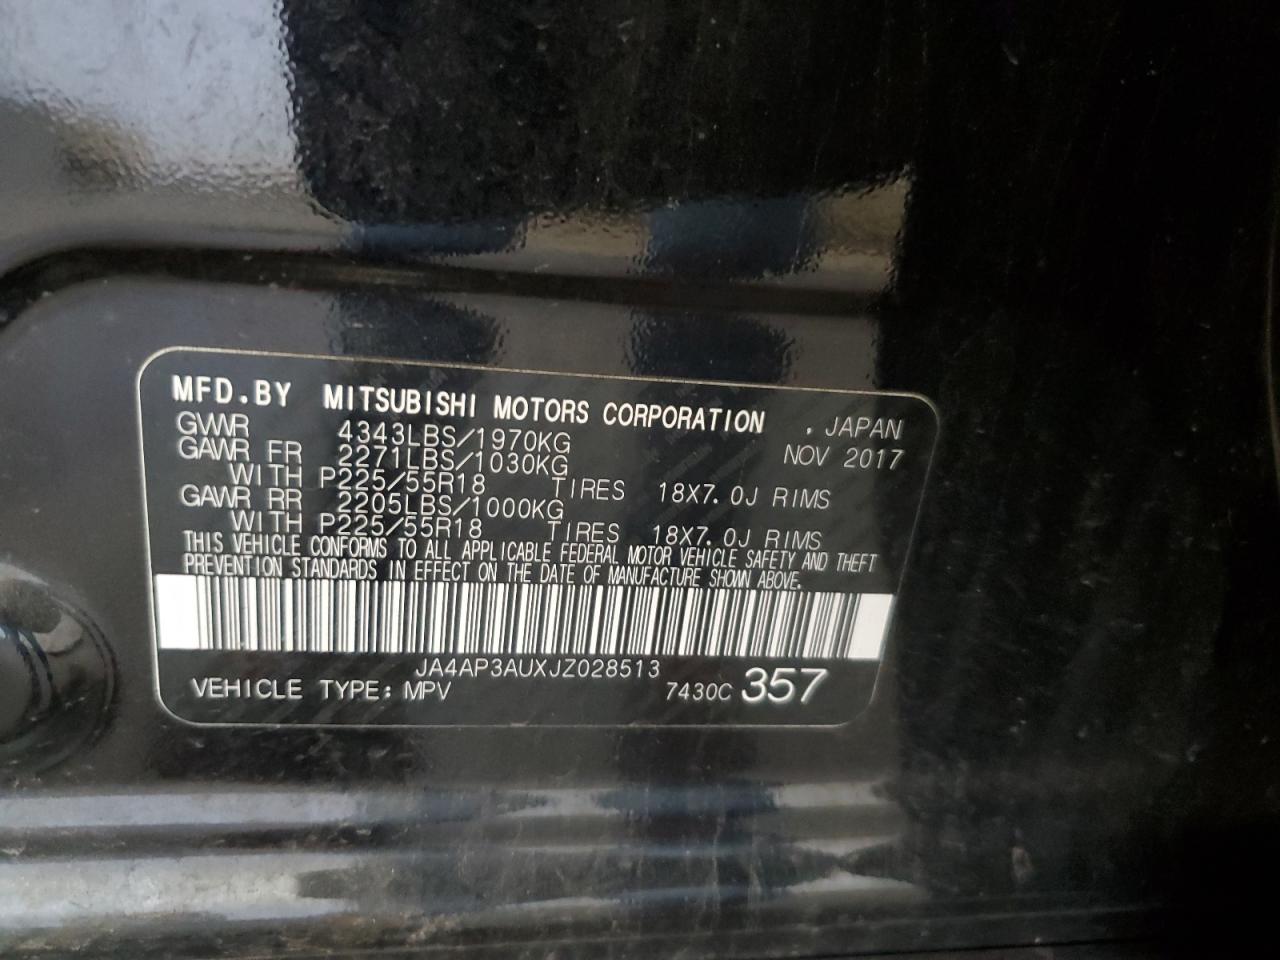 MFD.BY MITSUBISHI MOTORS CORPORATION , JAPAN
GVWR 4343LBS/1970KG NOV 2017
GAWR FR 2271LBS/1030KG
WITH P225/55R18 TIRES 18X7.0J RIMS
GAWR RR 2205LBS/1000KG
WITH P225/55R18 TIRES 18X7.0J RIMS
THIS VEHICLE CONFORMS TO ALL APPLICABLE FEDERAL MOTOR VEHICLE SAFETY AND THEFT
PREVENTION STANDARDS IN EFFECT ON THE DATE OF MANUFACTURE SHOWN ABOVE.
JA4AP3AUXJZ028513
VEHICLE TYPE: MPV 7430C 357